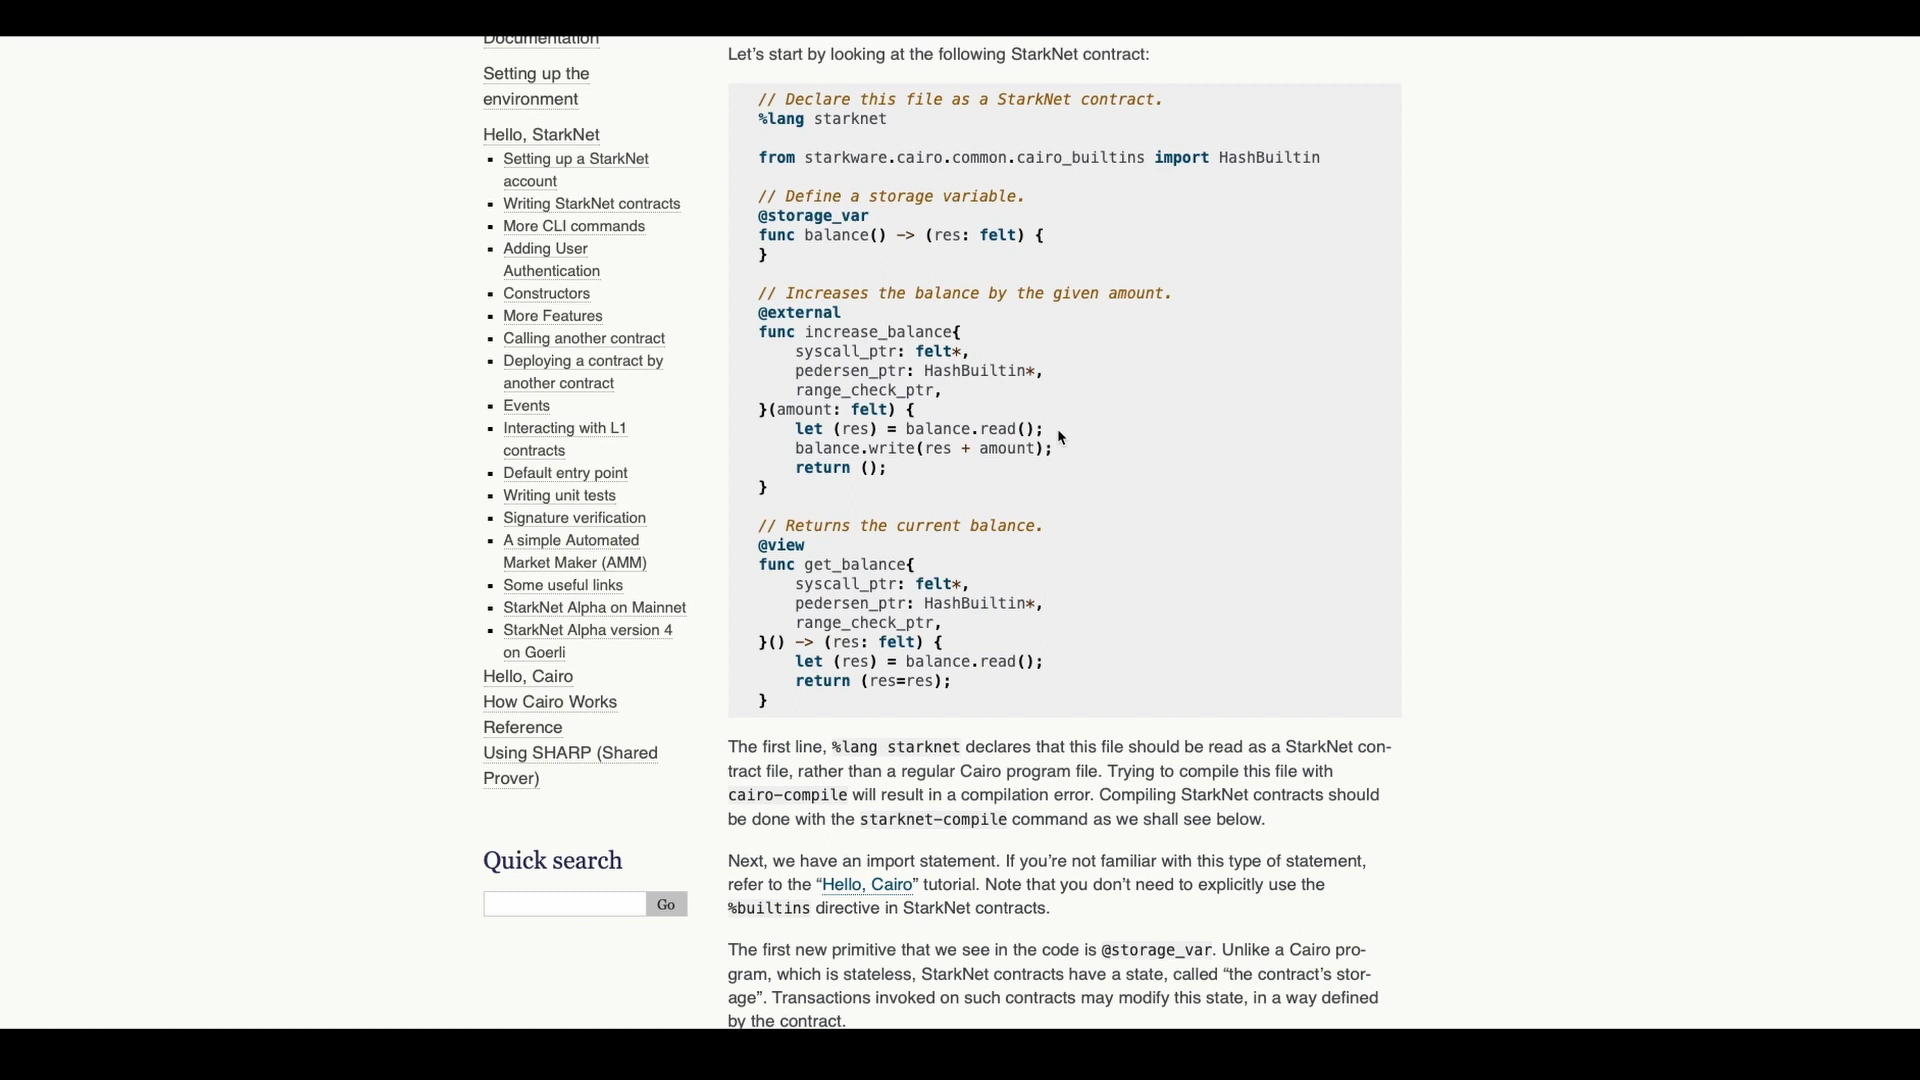 Documentation
Setting up the
environment
Hello, StarkNet
Setting up a StarkNet
account
Writing StarkNet contracts
More CLI commands
Adding User
Authentication
Constructors
More Features
Calling another contract
Deploying a contract by
another contract
Events
Interacting with L1
contracts
Default entry point
Writing unit tests
Signature verification
A simple Automated
Market Maker (AMM)
Some useful links
StarkNet Alpha on Mainnet
StarkNet Alpha version 4
on Goerli
Hello, Cairo
How Cairo Works
Reference
Using SHARP (Shared
Prover)
Quick search
Go
Let’s start by looking at the following StarkNet contract:
// Declare this file as a StarkNet contract.
%lang starknet
from starkware.cairo.common.cairo_builtins import HashBuiltin
// Define a storage variable.
@storage_var
func balance() -> (res: felt) {
}
// Increases the balance by the given amount.
@external
func increase_balance{
    syscall_ptr: felt*,
    pedersen_ptr: HashBuiltin*,
    range_check_ptr,
}(amount: felt) {
    let (res) = balance.read();
    balance.write(res + amount);
    return ();
}
// Returns the current balance.
@view
func get_balance{
    syscall_ptr: felt*,
    pedersen_ptr: HashBuiltin*,
    range_check_ptr,
}() -> (res: felt) {
    let (res) = balance.read();
    return (res=res);
}
The first line, %lang starknet declares that this file should be read as a StarkNet con-
tract file, rather than a regular Cairo program file. Trying to compile this file with
cairo-compile will result in a compilation error. Compiling StarkNet contracts should
be done with the starknet-compile command as we shall see below.
Next, we have an import statement. If you’re not familiar with this type of statement,
refer to the “Hello, Cairo” tutorial. Note that you don’t need to explicitly use the
%builtins directive in StarkNet contracts.
The first new primitive that we see in the code is @storage_var. Unlike a Cairo pro-
gram, which is stateless, StarkNet contracts have a state, called “the contract’s stor-
age”. Transactions invoked on such contracts may modify this state, in a way defined
by the contract.